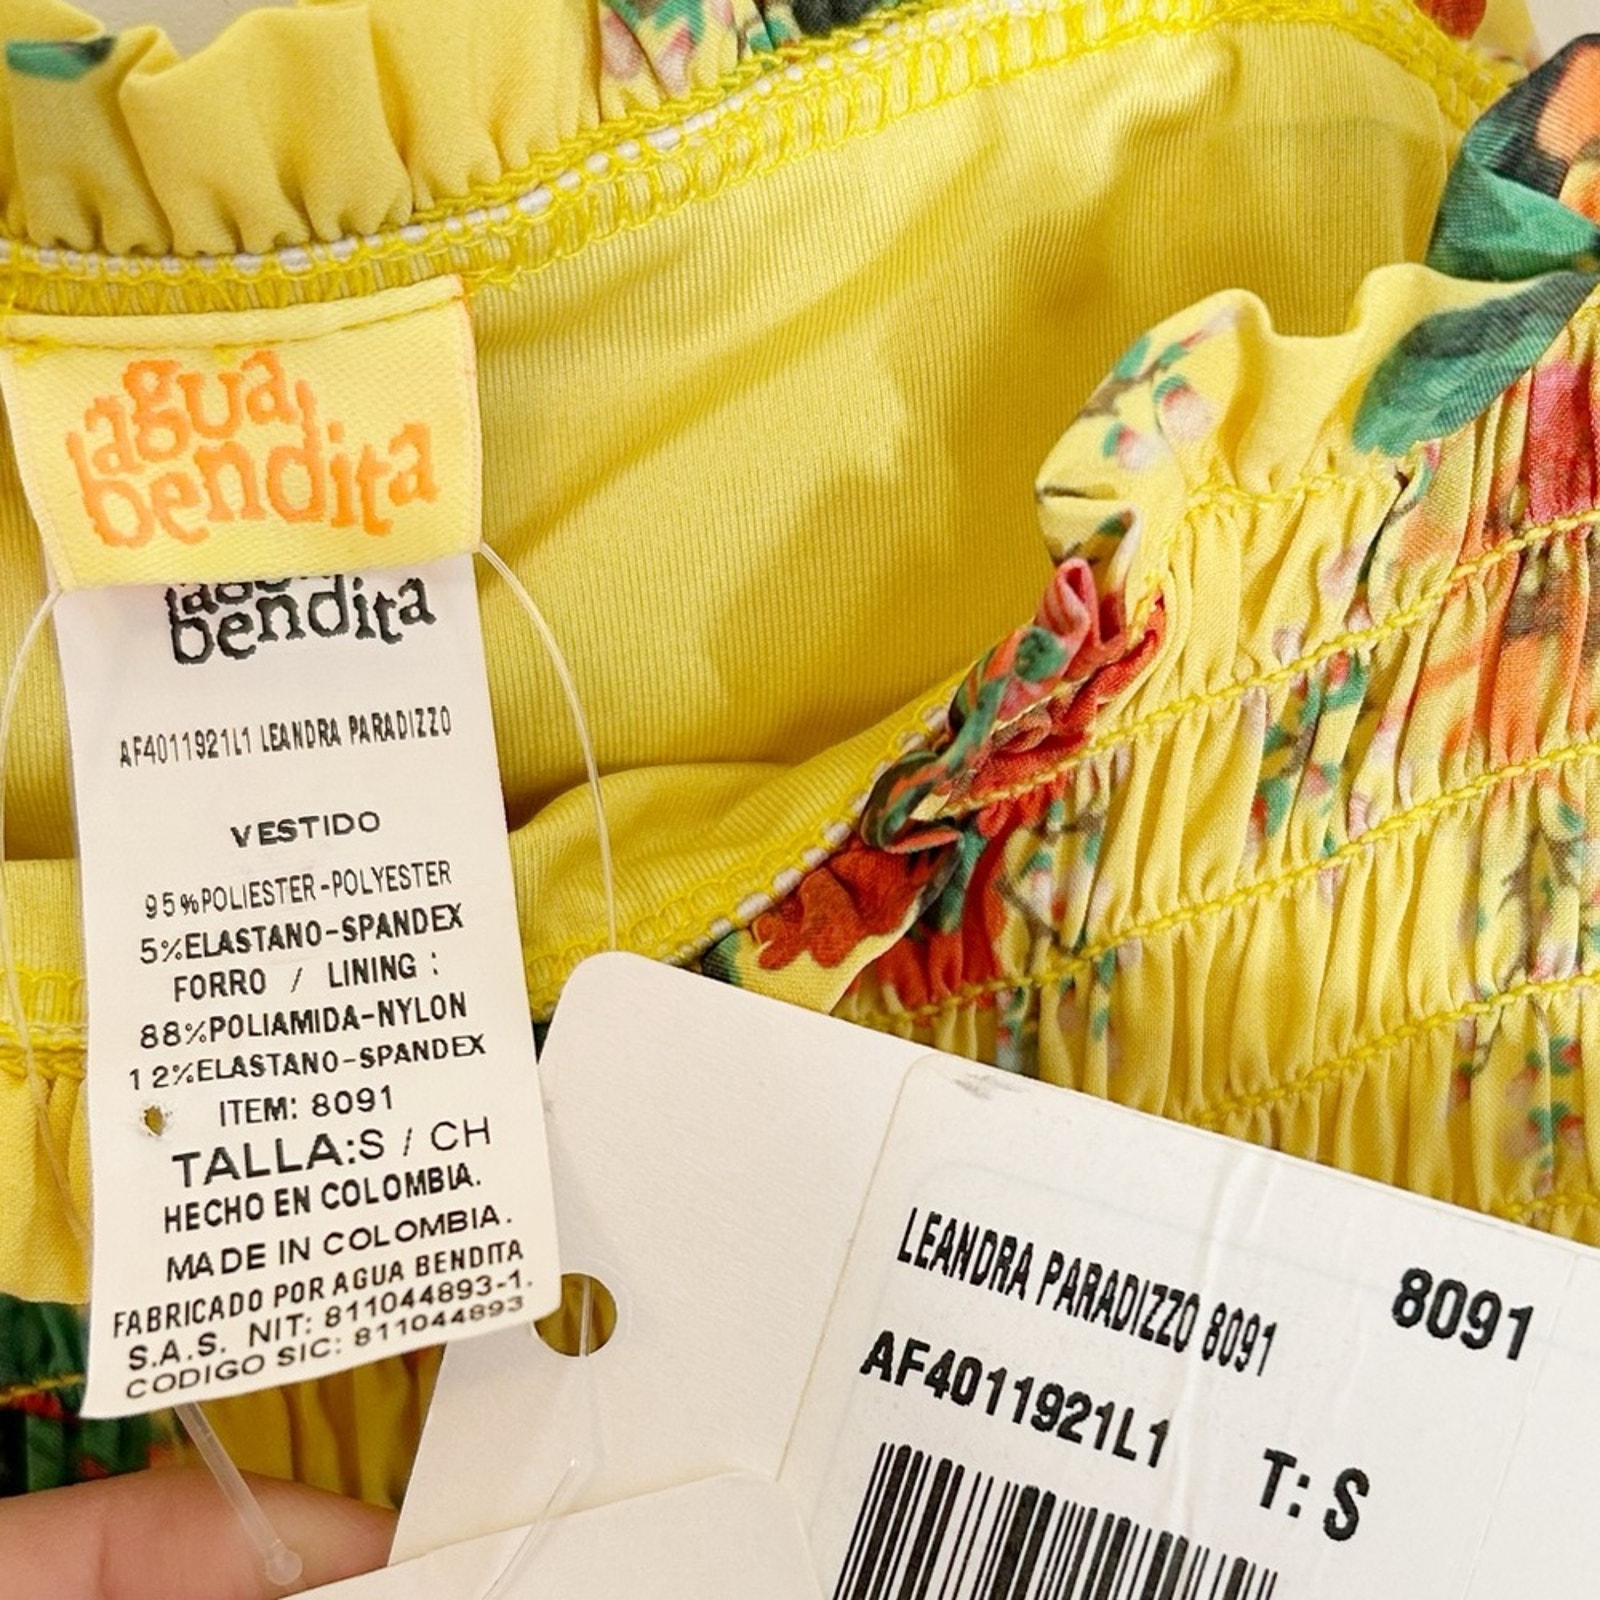 agua
bendita
bendita
AF4011921L1 LEANDRA PARADIZZO
VESTIDO
95%POLIESTER-POLYESTER
5%ELASTANO-SPANDEX
FORRO / LINING :
88%POLIAMIDA-NYLON
12%ELASTANO-SPANDEX
ITEM: 8091
TALLA:S / CH
HECHO EN COLOMBIA.
MADE IN COLOMBIA.
FABRICADO POR AGUA BENDITA
S.A.S. NIT: 811044893-1.
CODIGO SIC: 811044893
LEANDRA PARADIZZO 8091
8091
AF4011921L1
T: S